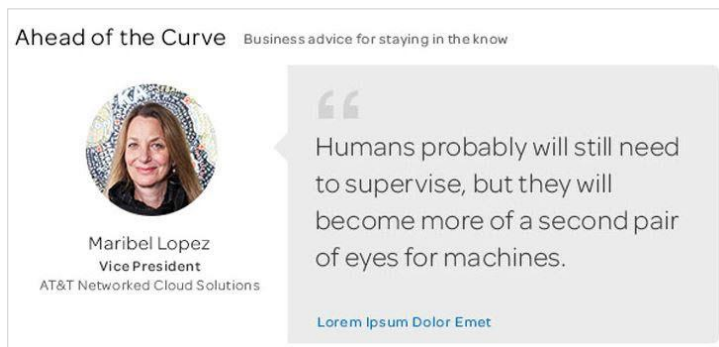 Ahead of the Curve Business advice for staying in the know
Maribel Lopez
Vice President
AT&T Networked Cloud Solutions
“
Humans probably will still need
to supervise, but they will
become more of a second pair
of eyes for machines.
Lorem Ipsum Dolor Emet